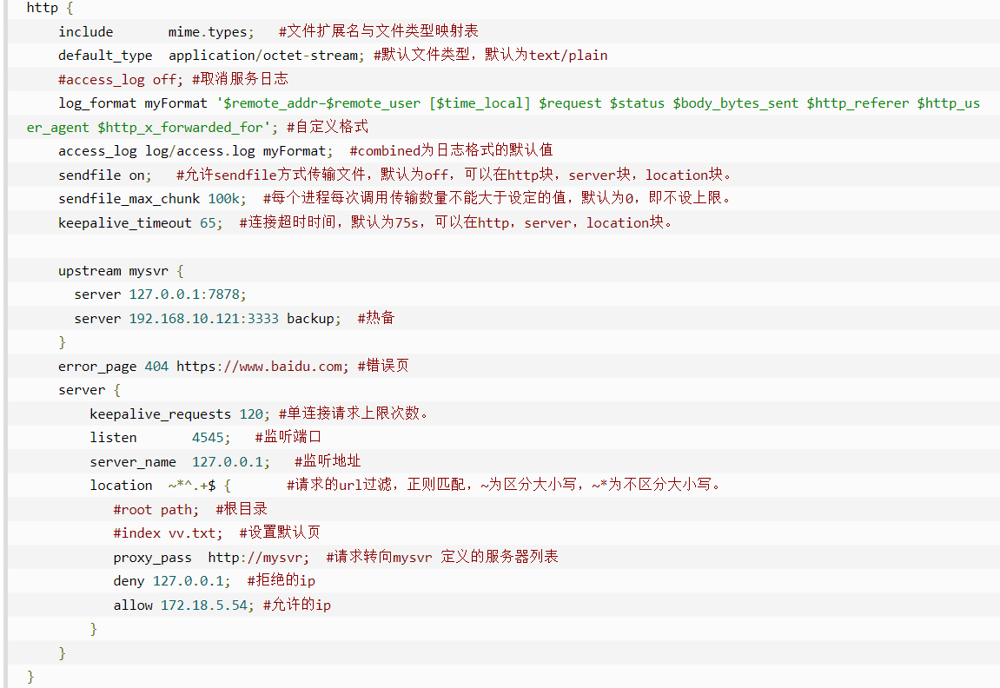 http {
    include       mime.types;   #文件扩展名与文件类型映射表
    default_type  application/octet-stream; #默认文件类型，默认为text/plain
    #access_log off; #取消服务日志
    log_format myFormat '$remote_addr–$remote_user [$time_local] $request $status $body_bytes_sent $http_referer $http_us
er_agent $http_x_forwarded_for'; #自定义格式
    access_log log/access.log myFormat;  #combined为日志格式的默认值
    sendfile on;   #允许sendfile方式传输文件，默认为off，可以在http块，server块，location块。
    sendfile_max_chunk 100k;  #每个进程每次调用传输数量不能大于设定的值，默认为0，即不设上限。
    keepalive_timeout 65;  #连接超时时间，默认为75s，可以在http，server，location块。

    upstream mysvr {
      server 127.0.0.1:7878;
      server 192.168.10.121:3333 backup;  #热备
    }
    error_page 404 https://www.baidu.com; #错误页
    server {
        keepalive_requests 120; #单连接请求上限次数。
        listen       4545;   #监听端口
        server_name  127.0.0.1;   #监听地址
        location  ~*^.+$ {       #请求的url过滤，正则匹配，~为区分大小写，~*为不区分大小写。
           #root path;  #根目录
           #index vv.txt;  #设置默认页
           proxy_pass  http://mysvr;  #请求转向mysvr 定义的服务器列表
           deny 127.0.0.1;  #拒绝的ip
           allow 172.18.5.54; #允许的ip
        }
    }
}